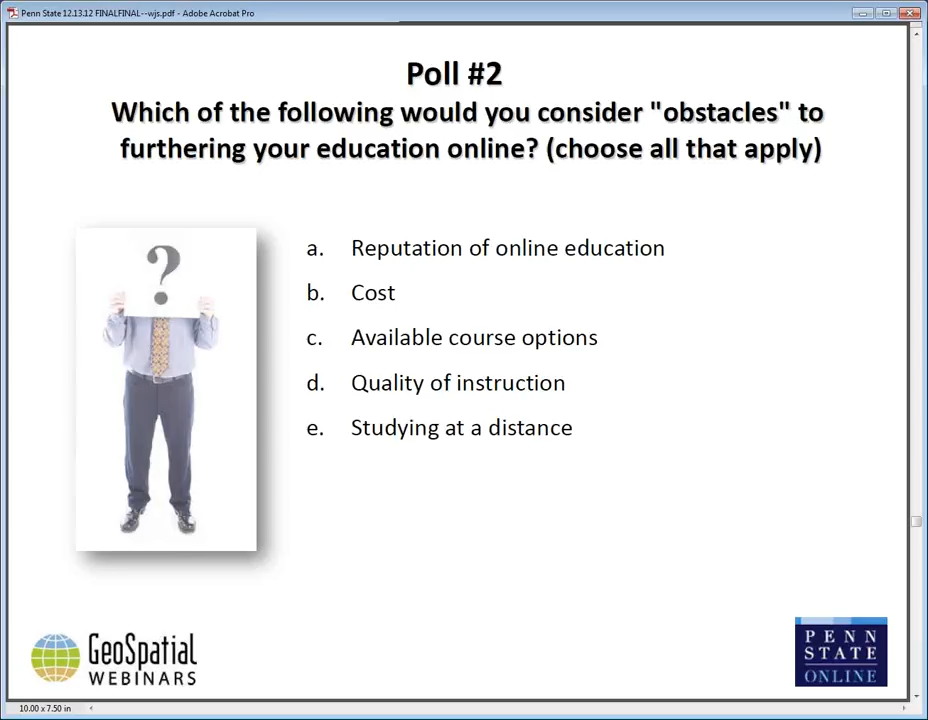 Penn State 12.13.12 FINALFINAL--wjs.pdf - Adobe Acrobat Pro
Poll #2
Which of the following would you consider "obstacles" to
furthering your education online? (choose all that apply)
?
a. Reputation of online education
b. Cost
c. Available course options
d. Quality of instruction
e. Studying at a distance
GeoSpatial
WEBINARS
PENN
STATE
ONLINE
10.00 x 7.50 in